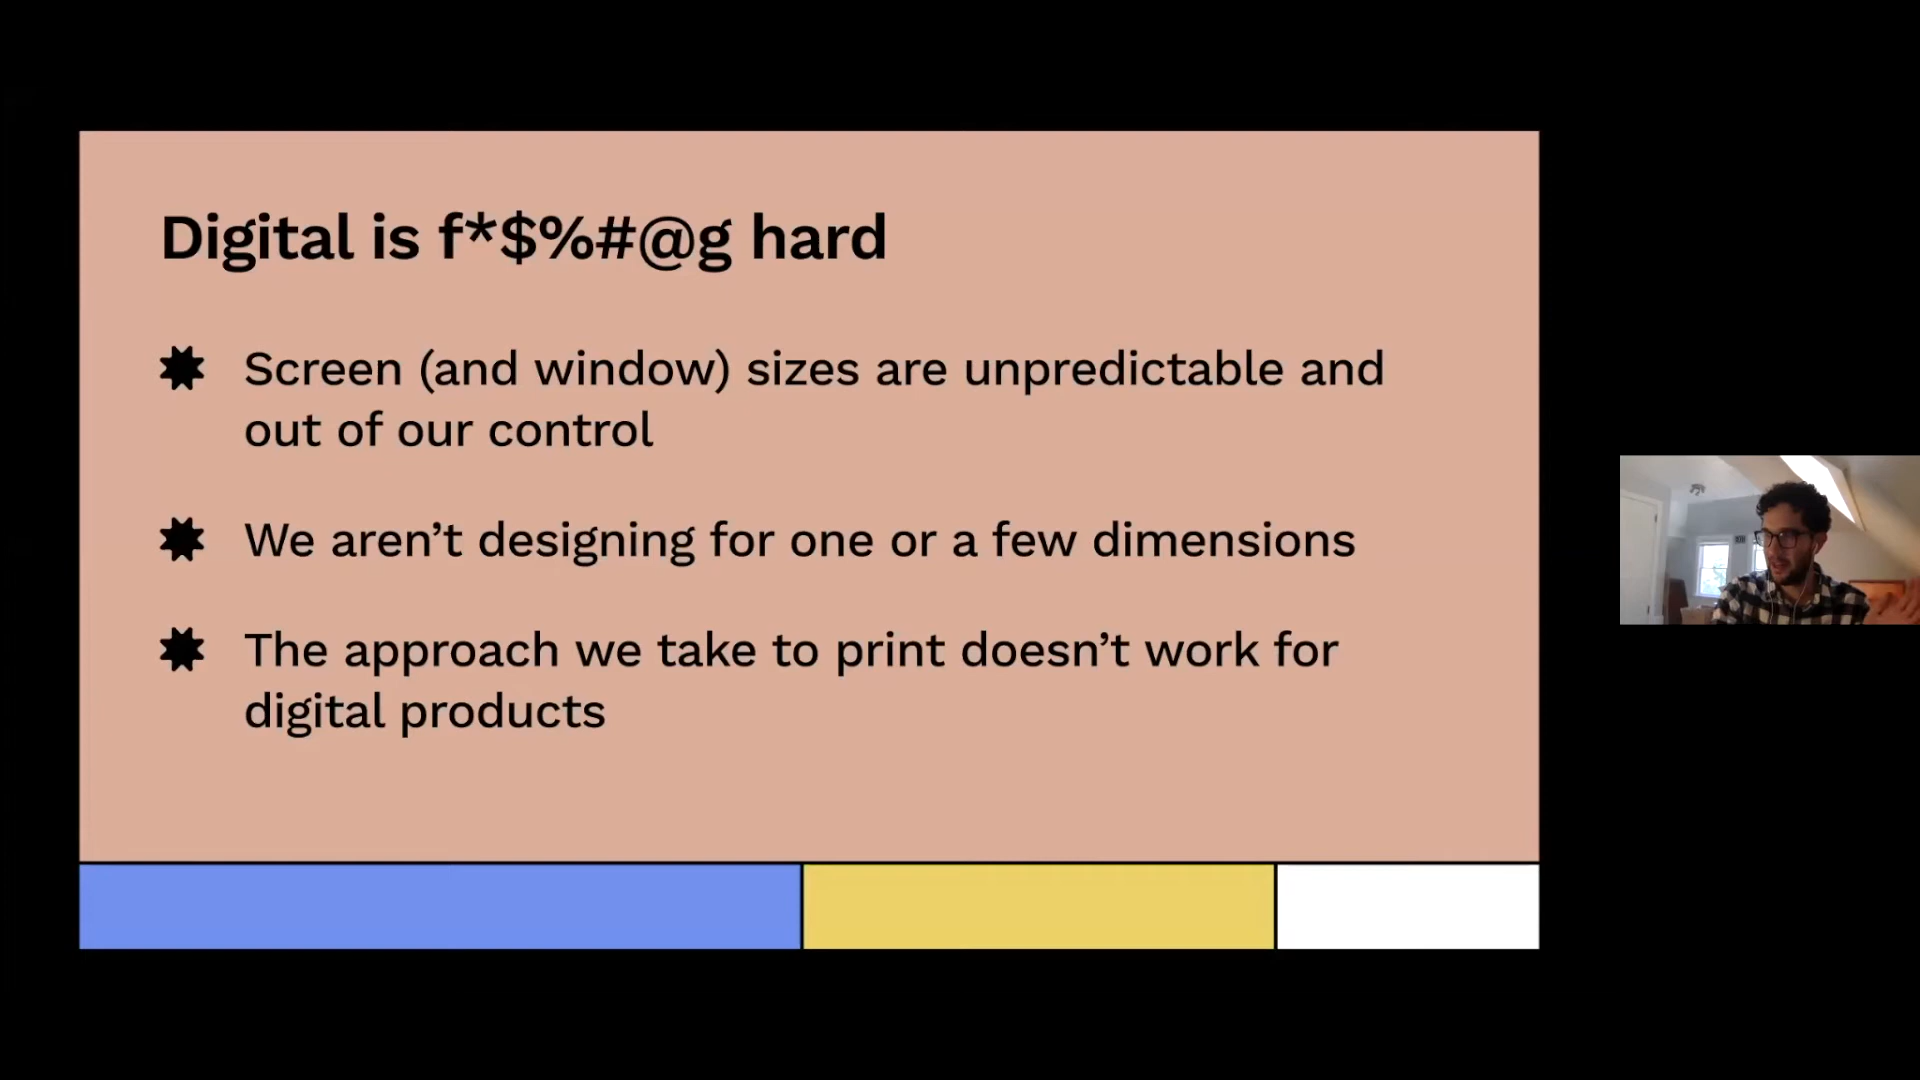 Digital is f*$%#@g hard
Screen (and window) sizes are unpredictable and
out of our control
We aren’t designing for one or a few dimensions
The approach we take to print doesn’t work for
digital products